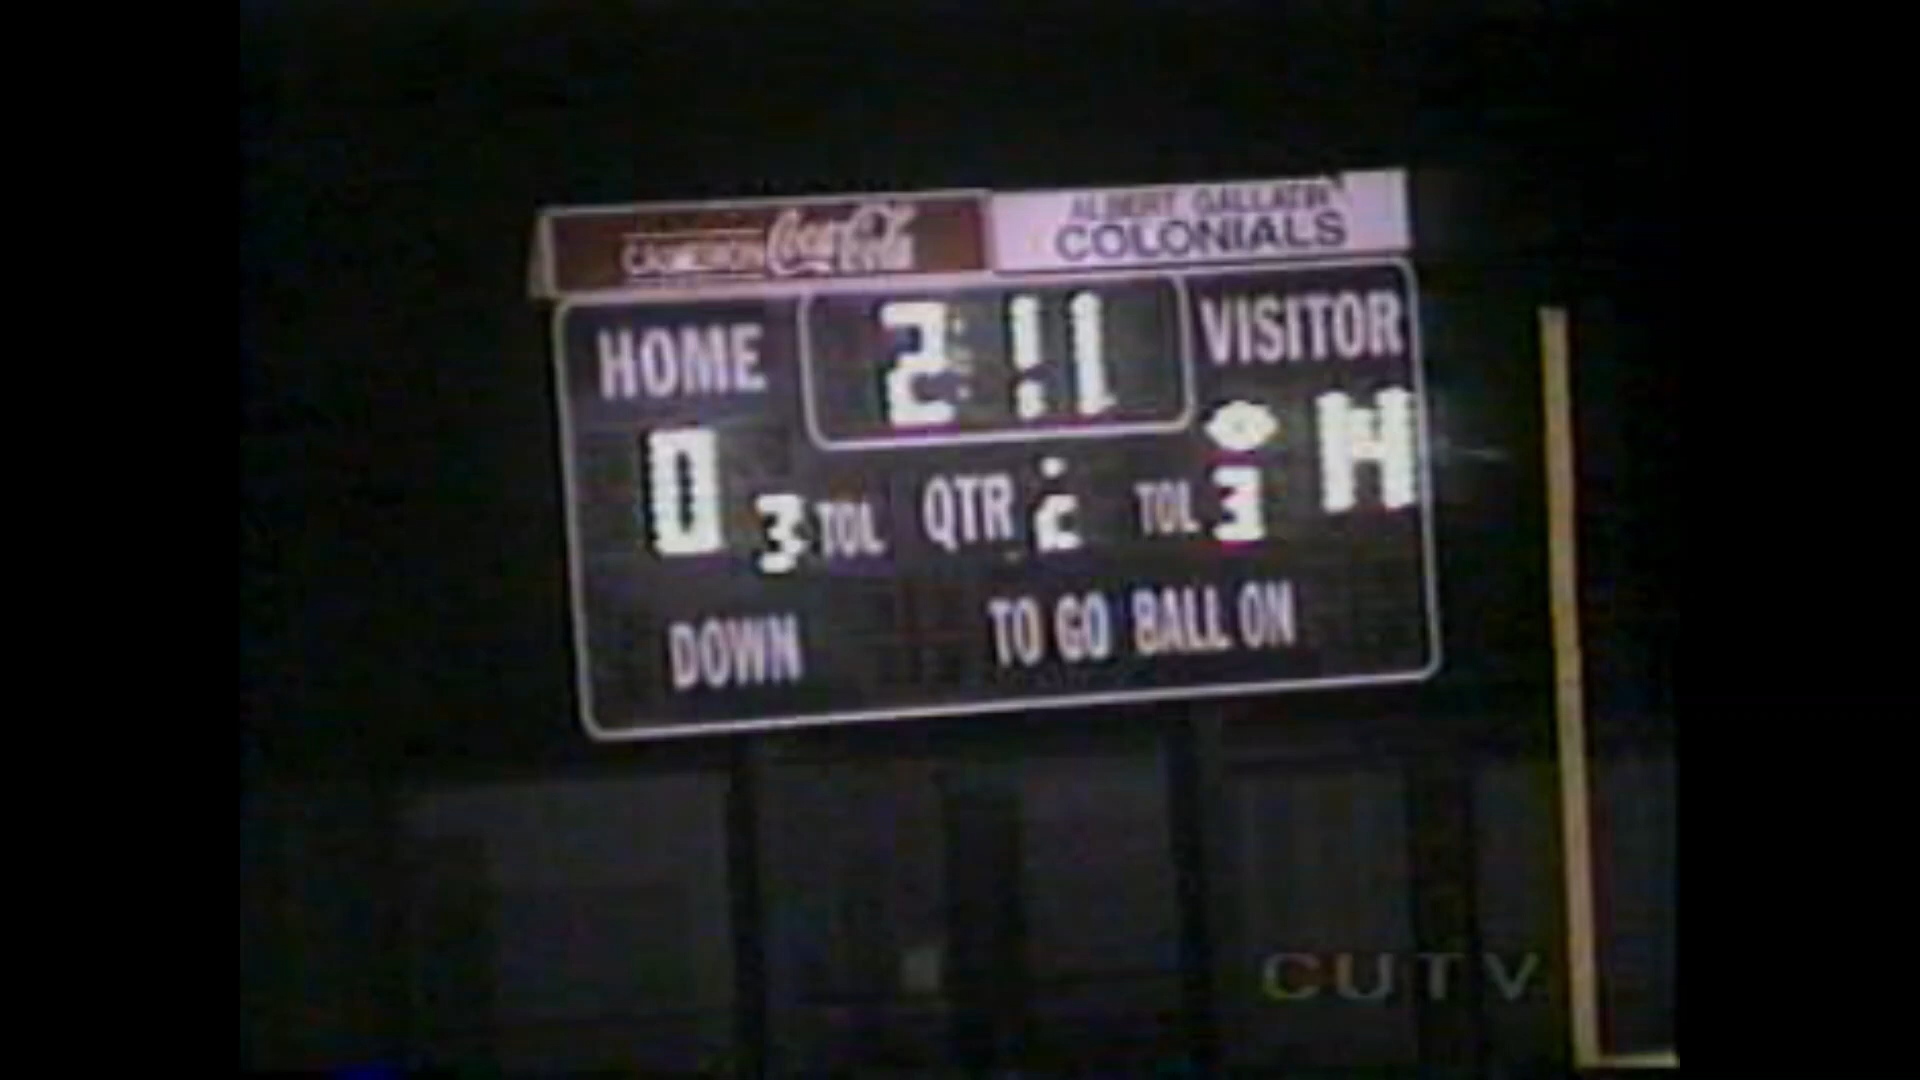 CAMERON Coca-Cola
ALBERT GALLATIN
COLONIALS
HOME
2:11
VISITOR
0
3 TOL
QTR 2
TOL 3
DOWN
TO GO
BALL ON
CUTV